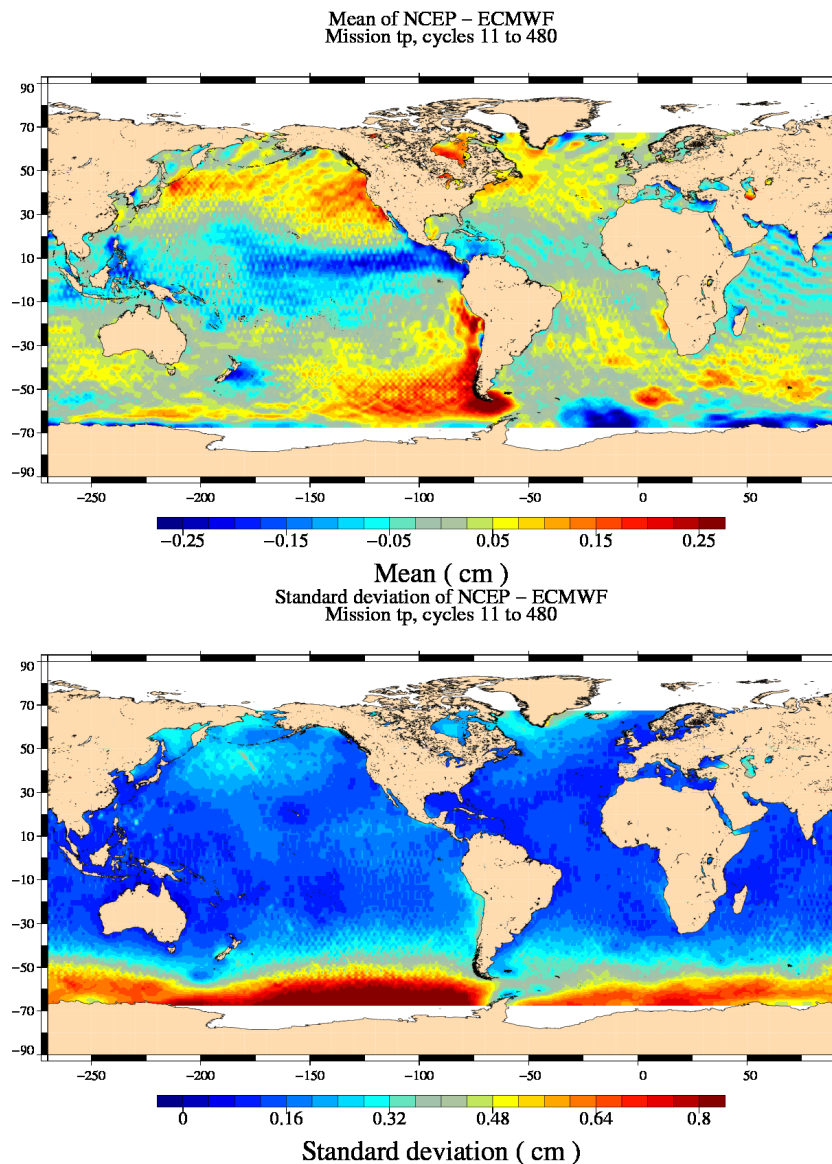 Mean of NCEP − ECMWF
Mission tp, cycles 11 to 480
90
70
50
30
10
−10
−30
−50
−70
−90
−250 −200 −150 −100 −50 0 50
−0.25 −0.15 −0.05 0.05 0.15 0.25
Mean ( cm )
Standard deviation of NCEP − ECMWF
Mission tp, cycles 11 to 480
90
70
50
30
10
−10
−30
−50
−70
−90
−250 −200 −150 −100 −50 0 50
0 0.16 0.32 0.48 0.64 0.8
Standard deviation ( cm )